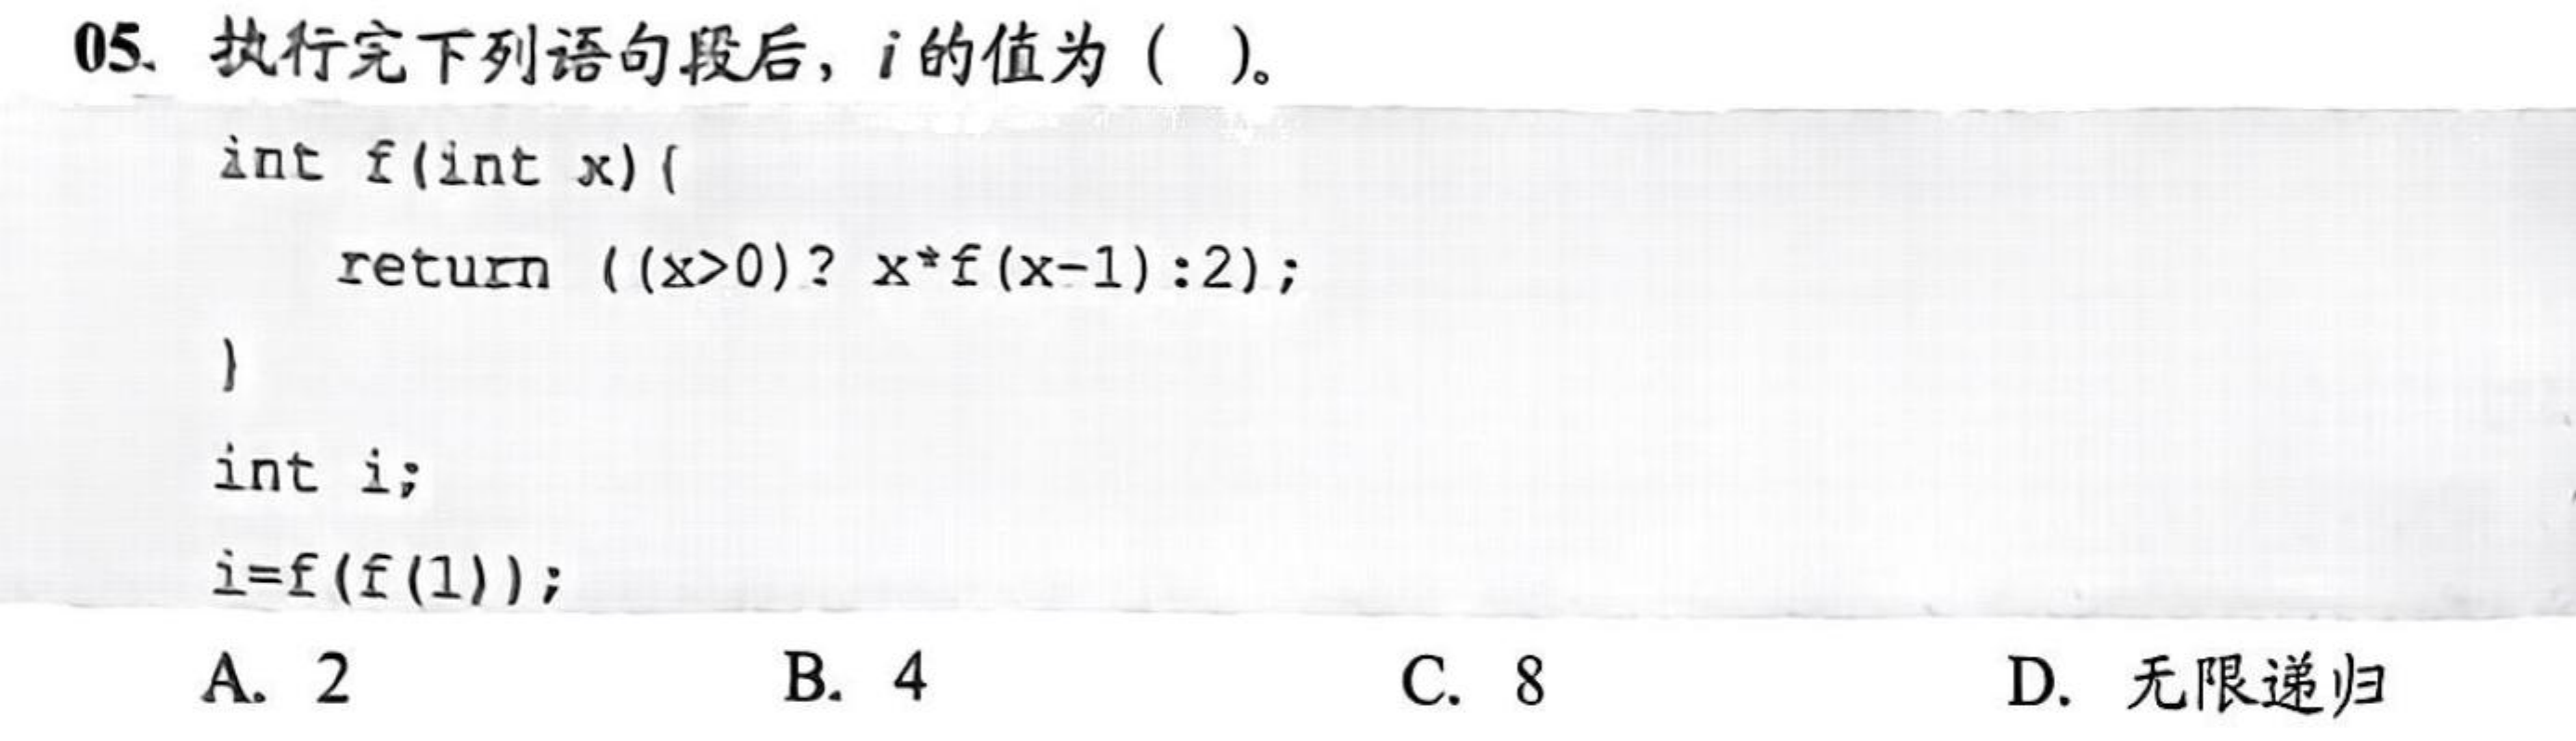 05. 执行完下列语句段后，i的值为（ ）。
int f(int x){
return ((x>0)? x*f(x-1):2);
}
int i;
i=f(f(1));
A. 2 B. 4 C. 8 D. 无限递归